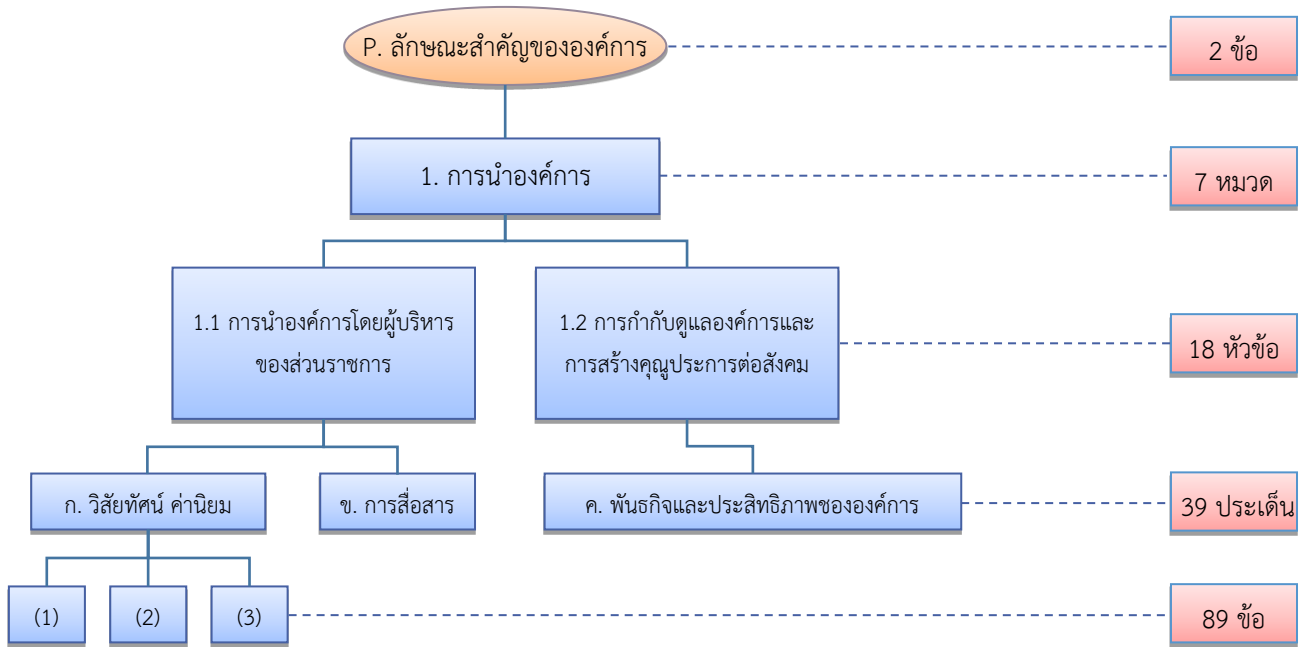 P. ลักษณะสำคัญขององค์การ
2 ข้อ
1. การนำองค์การ
7 หมวด
1.1 การนำองค์การโดยผู้บริหาร
ของส่วนราชการ
1.2 การกำกับดูแลองค์การและ
การสร้างคุณูประการต่อสังคม
18 หัวข้อ
ก. วิสัยทัศน์ ค่านิยม
ข. การสื่อสาร
ค. พันธกิจและประสิทธิภาพชององค์การ
39 ประเด็น
(1)
(2)
(3)
89 ข้อ